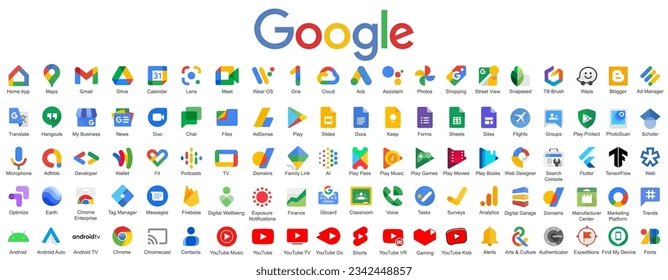 Google
Home App Maps Gmail Drive Calendar Lens Meet Wear OS One Cloud Ads Assistant Photos Shopping Street View Snapseed Tilt Brush Waze Blogger Ad Manager
Translate Hangouts My Business News Duo Chat Files AdSense Play Slides Docs Keep Forms Sheets Sites Flights Groups Play Protect PhotoScan Scholar
Microphone AdMob Developer Wallet Fit Podcasts TV Domains Family Link AI Play Pass Play Music Play Games Play Movies Play Books Web Designer Search Console Flutter TensorFlow Web
Optimize Earth Chrome Enterprise Tag Manager Messages Firebase Digital Wellbeing Exposure Notifications Finance Gboard Classroom Voice Tasks Surveys Analytics Digital Garage Domains Manufacturer Center Marketing Platform Trends
androidtv
Android Android Auto Android TV Chrome Chromecast Contacts YouTube Music YouTube YouTube TV YouTube Go Shorts YouTube VR Gaming YouTube Kids Alerts Arts & Culture Authenticator Expeditions Find My Device Fonts
shutterstock.com · 2342448857